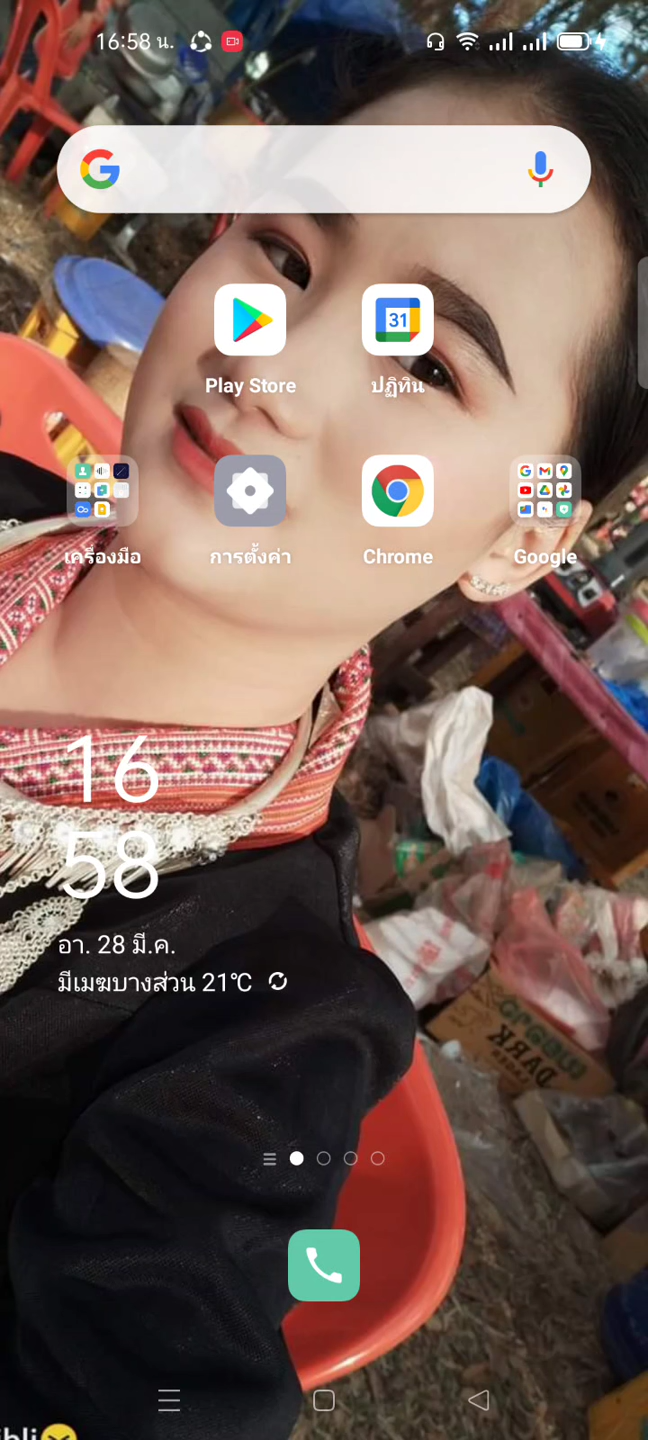 16:58 น.
31
Play Store
ปฏิทิน
เครื่องมือ
การตั้งค่า
Chrome
Google
16
58
อา. 28 มี.ค.
มีเมฆบางส่วน 21°C
DARK